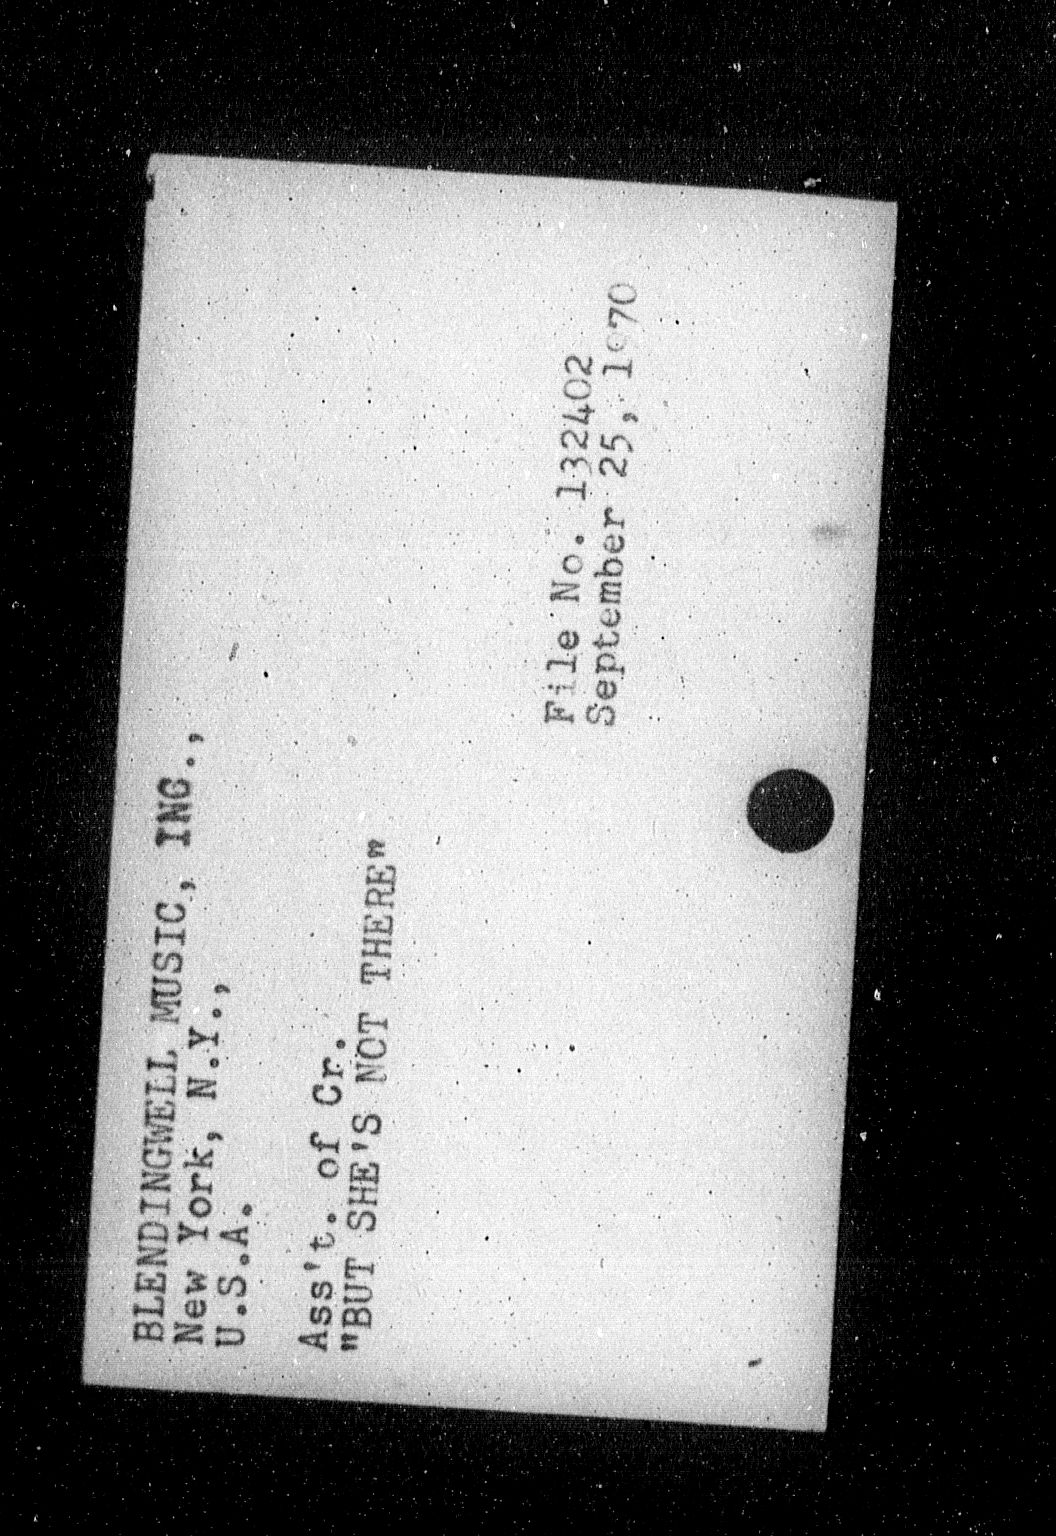 BLENDINGWELL MUSIC, INC.,
New York, N.Y.,
U.S.A.
Ass't. of Cr.
"BUT SHE'S NOT THERE"
File No. 132402
September 25, 1970